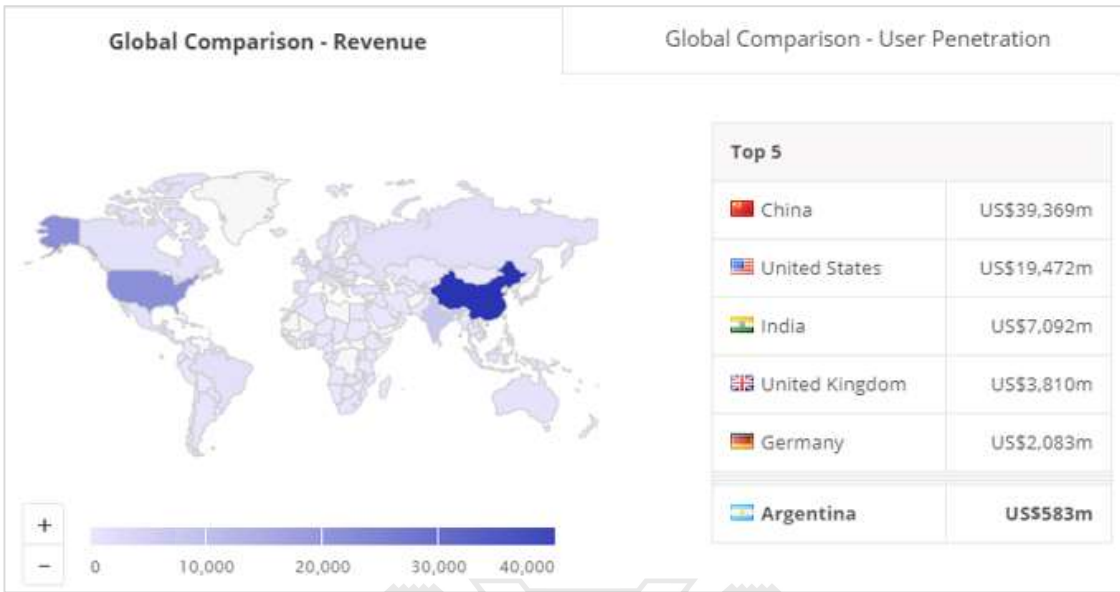 Global Comparison - Revenue
Global Comparison - User Penetration
Top 5
China US$39,369m
United States US$19,472m
India US$7,092m
United Kingdom US$3,810m
Germany US$2,083m
Argentina US$583m
+
−
0 10,000 20,000 30,000 40,000